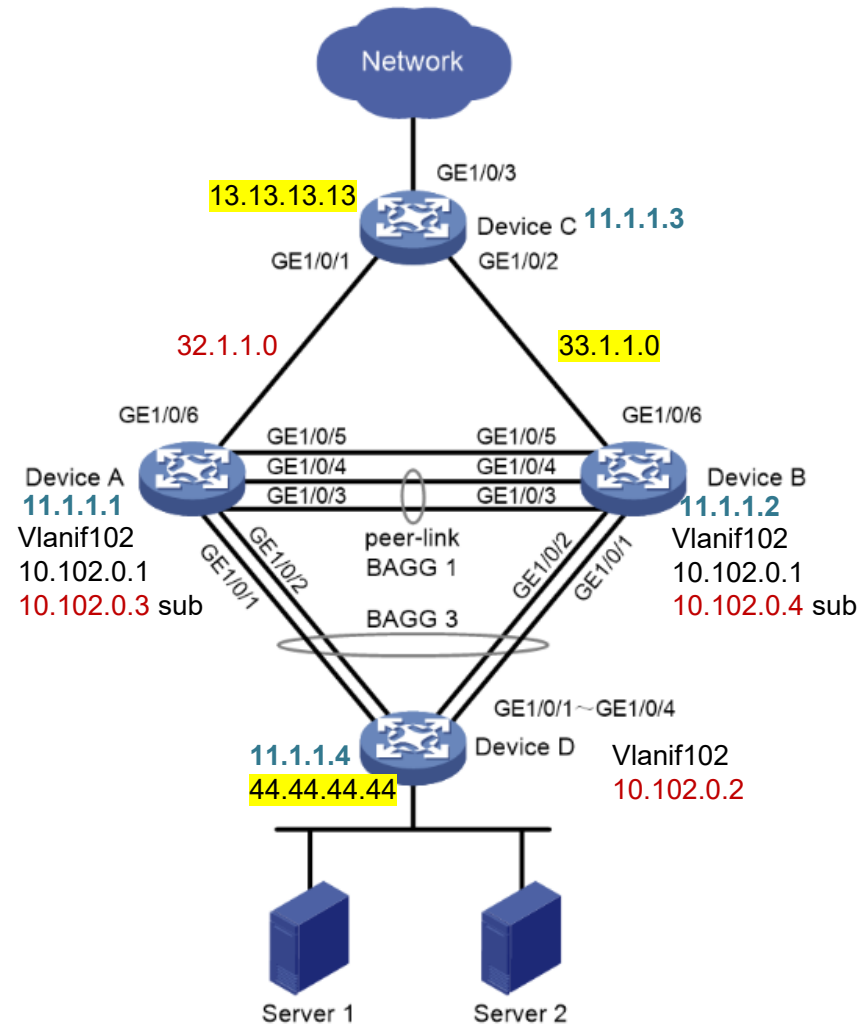 Network
GE1/0/3
13.13.13.13
Device C 11.1.1.3
GE1/0/1
GE1/0/2
32.1.1.0
33.1.1.0
GE1/0/6
GE1/0/6
GE1/0/5
GE1/0/5
GE1/0/4
GE1/0/4
GE1/0/3
GE1/0/3
Device A
11.1.1.1
Vlanif102
10.102.0.1
10.102.0.3 sub
peer-link
BAGG 1
Device B
11.1.1.2
Vlanif102
10.102.0.1
10.102.0.4 sub
GE1/0/1
GE1/0/2
GE1/0/2
GE1/0/1
BAGG 3
GE1/0/1~GE1/0/4
11.1.1.4
44.44.44.44
Device D
Vlanif102
10.102.0.2
Server 1
Server 2